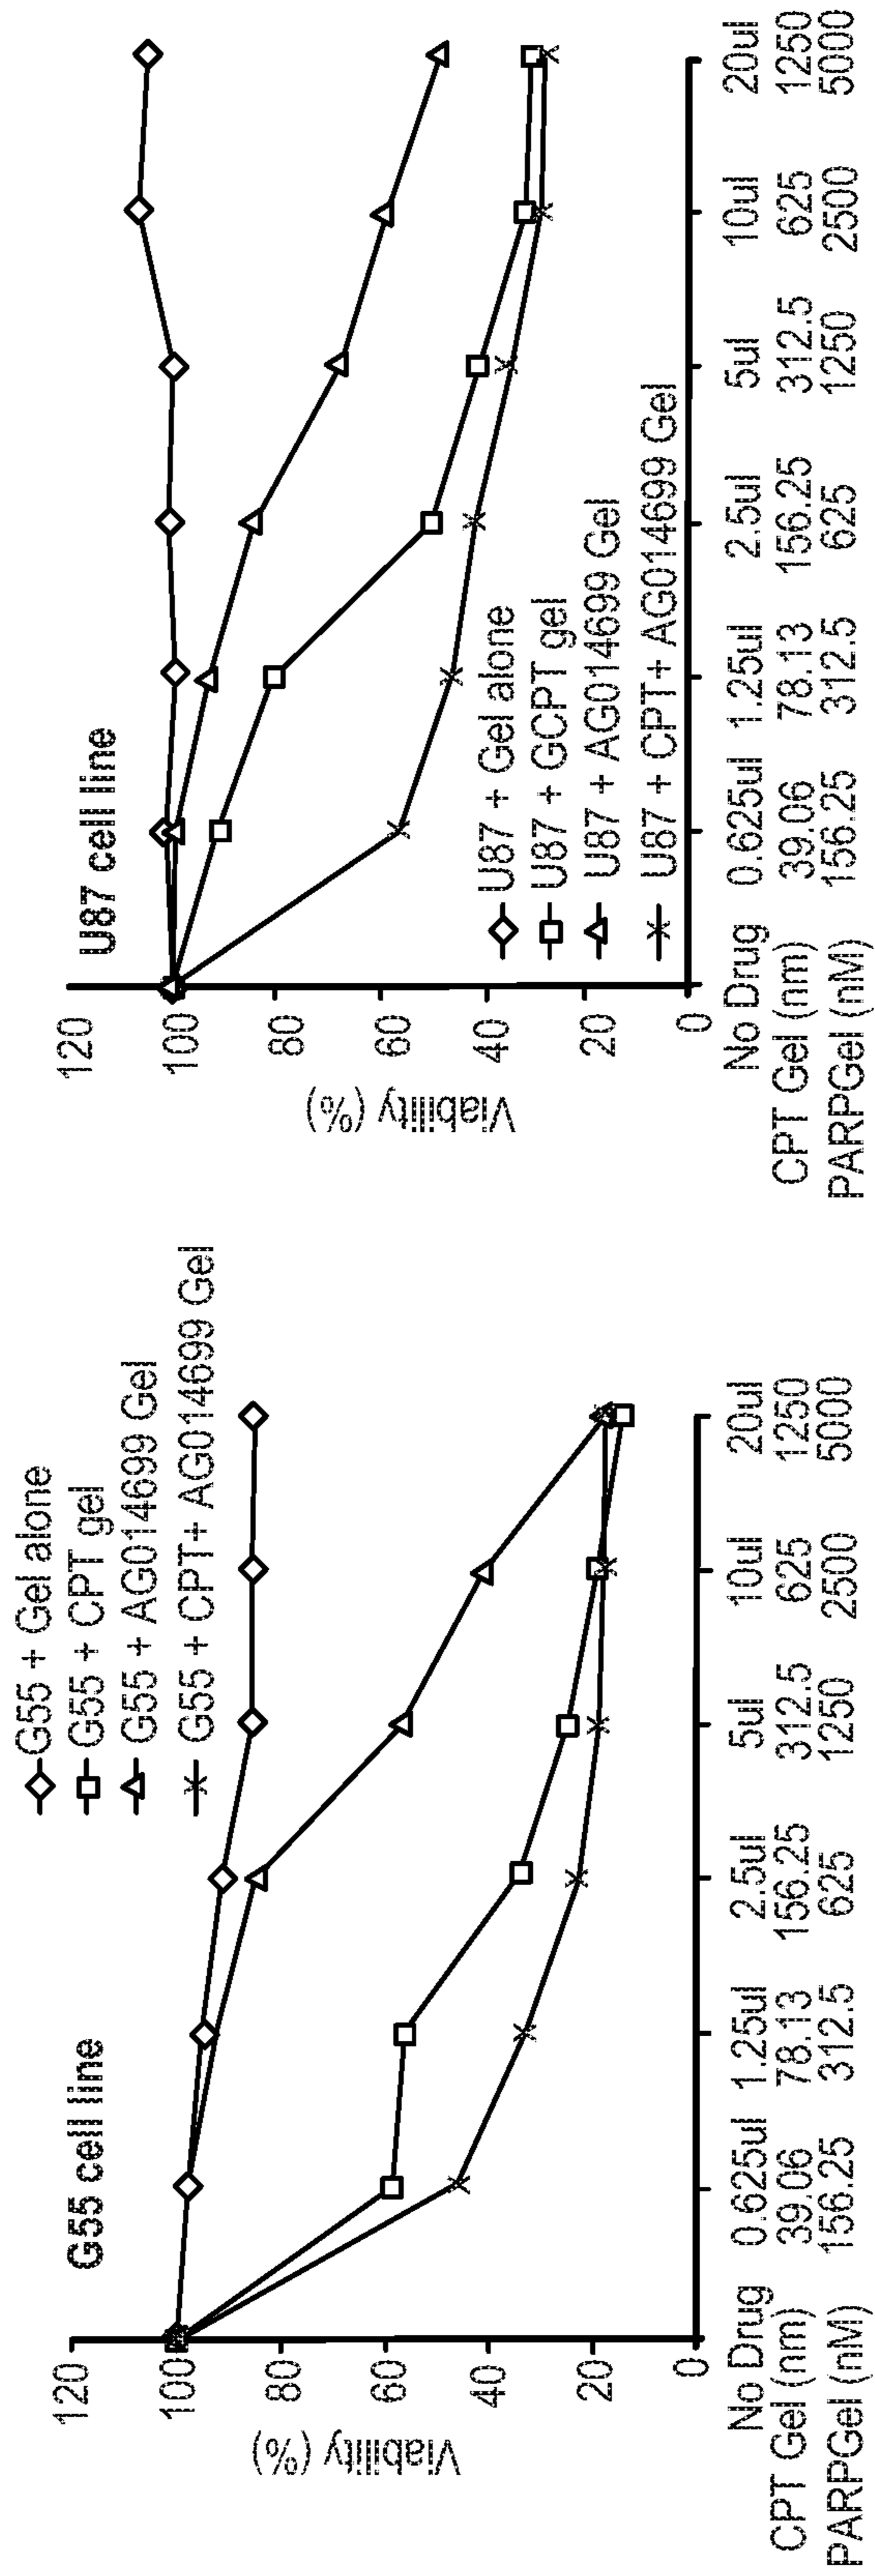 G55 cell line
G55 + Gel alone
G55 + CPT gel
G55 + AG014699 Gel
G55 + CPT+ AG014699 Gel
120
100
80
60
40
20
0
Viability (%)
No Drug 0.625ul 1.25ul 2.5ul 5ul 10ul 20ul
CPT Gel (nm) 39.06 78.13 156.25 312.5 625 1250
PARPGel (nM) 156.25 312.5 625 1250 2500 5000
U87 cell line
120
100
80
60
40
20
0
Viability (%)
U87 + Gel alone
U87 + GCPT gel
U87 + AG014699 Gel
U87 + CPT+ AG014699 Gel
No Drug 0.625ul 1.25ul 2.5ul 5ul 10ul 20ul
CPT Gel (nm) 39.06 78.13 156.25 312.5 625 1250
PARPGel (nM) 156.25 312.5 625 1250 2500 5000